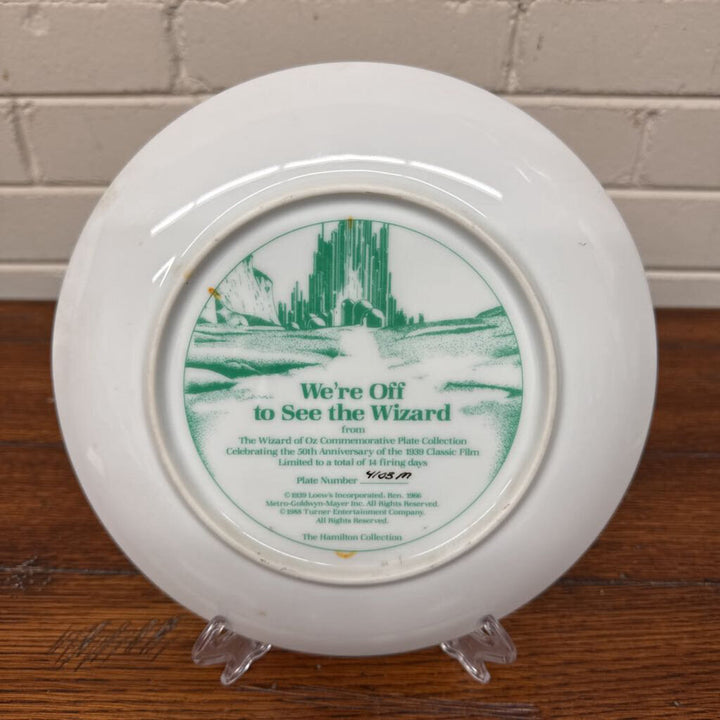 We're Off
to See the Wizard
from
The Wizard of Oz Commemorative Plate Collection
Celebrating the 50th Anniversary of the 1939 Classic Film
Limited to a total of 14 firing days
Plate Number 4105 M
© 1939 Loew's Incorporated, Ren. 1966
Metro-Goldwyn-Mayer Inc. All Rights Reserved.
© 1988 Turner Entertainment Company.
All Rights Reserved.
The Hamilton Collection